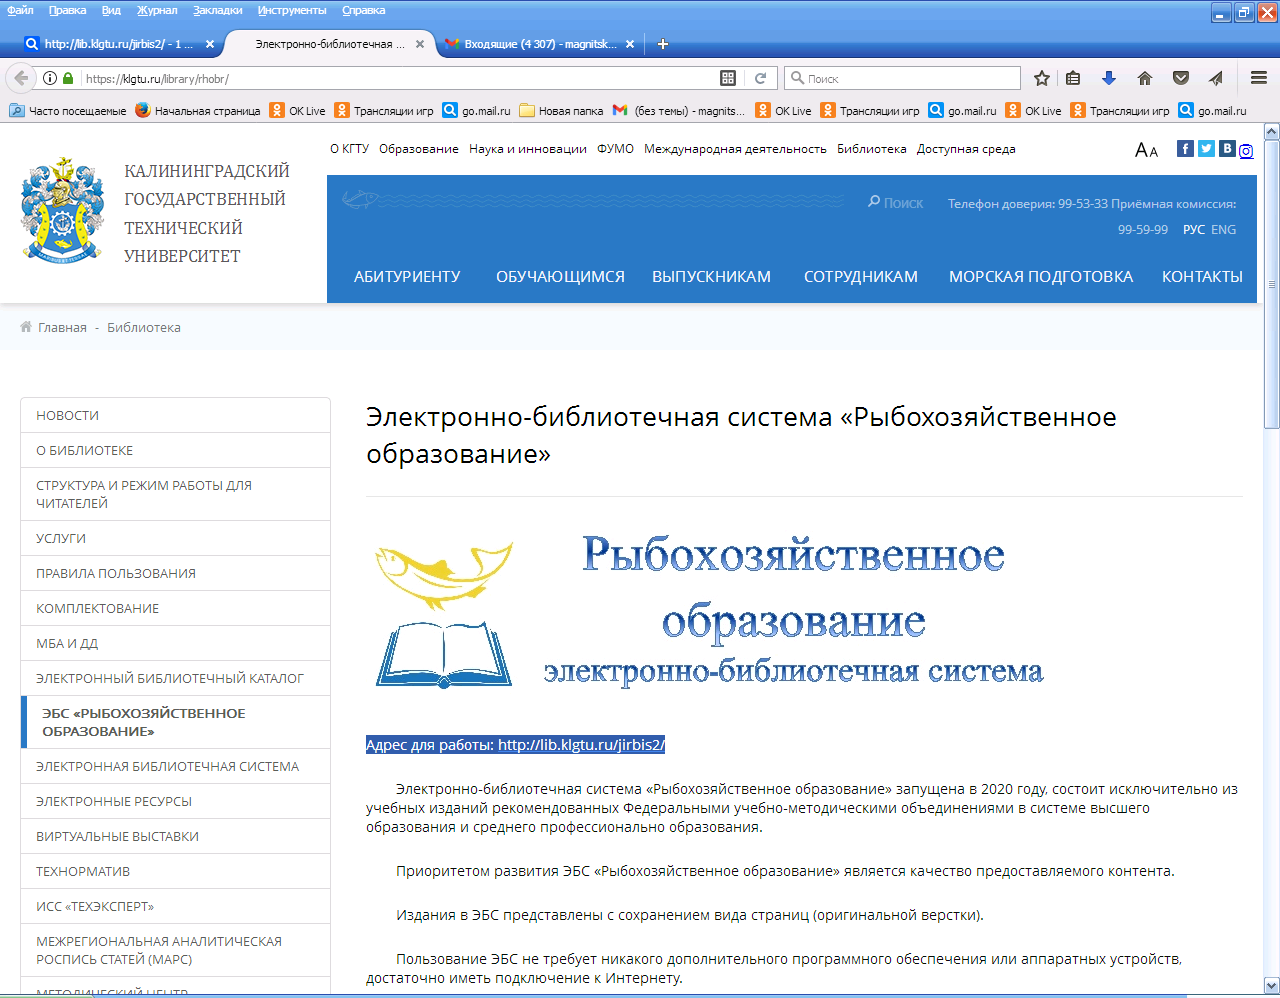 Файл Правка Вид Журнал Закладки Инструменты Справка
http://lib.klgtu.ru/jirbis2/ - 1 ... Электронно-библиотечная ... Входящие (4 307) - magnitsk...
https://klgtu.ru/library/rhobr/ Поиск
Часто посещаемые Начальная страница OK Live Трансляции игр go.mail.ru Новая папка (без темы) - magnits... OK Live Трансляции игр go.mail.ru OK Live Трансляции игр go.mail.ru
О КГТУ Образование Наука и инновации ФУМО Международная деятельность Библиотека Доступная среда
А А
КАЛИНИНГРАДСКИЙ
ГОСУДАРСТВЕННЫЙ
ТЕХНИЧЕСКИЙ
УНИВЕРСИТЕТ
Поиск Телефон доверия: 99-53-33 Приёмная комиссия:
99-59-99 РУС ENG
АБИТУРИЕНТУ ОБУЧАЮЩИМСЯ ВЫПУСКНИКАМ СОТРУДНИКАМ МОРСКАЯ ПОДГОТОВКА КОНТАКТЫ
Главная - Библиотека
НОВОСТИ
О БИБЛИОТЕКЕ
СТРУКТУРА И РЕЖИМ РАБОТЫ ДЛЯ
ЧИТАТЕЛЕЙ
УСЛУГИ
ПРАВИЛА ПОЛЬЗОВАНИЯ
КОМПЛЕКТОВАНИЕ
МБА И ДД
ЭЛЕКТРОННЫЙ БИБЛИОТЕЧНЫЙ КАТАЛОГ
ЭБС «РЫБОХОЗЯЙСТВЕННОЕ
ОБРАЗОВАНИЕ»
ЭЛЕКТРОННАЯ БИБЛИОТЕЧНАЯ СИСТЕМА
ЭЛЕКТРОННЫЕ РЕСУРСЫ
ВИРТУАЛЬНЫЕ ВЫСТАВКИ
ТЕХНОРМАТИВ
ИСС «ТЕХЭКСПЕРТ»
МЕЖРЕГИОНАЛЬНАЯ АНАЛИТИЧЕСКАЯ
РОСПИСЬ СТАТЕЙ (МАРС)
МЕТОДИЧЕСКИЙ ЦЕНТР
Электронно-библиотечная система «Рыбохозяйственное
образование»
Рыбохозяйственное
образование
электронно-библиотечная система
Адрес для работы: http://lib.klgtu.ru/jirbis2/
Электронно-библиотечная система «Рыбохозяйственное образование» запущена в 2020 году, состоит исключительно из
учебных изданий рекомендованных Федеральными учебно-методическими объединениями в системе высшего
образования и среднего профессионально образования.
Приоритетом развития ЭБС «Рыбохозяйственное образование» является качество предоставляемого контента.
Издания в ЭБС представлены с сохранением вида страниц (оригинальной верстки).
Пользование ЭБС не требует никакого дополнительного программного обеспечения или аппаратных устройств,
достаточно иметь подключение к Интернету.